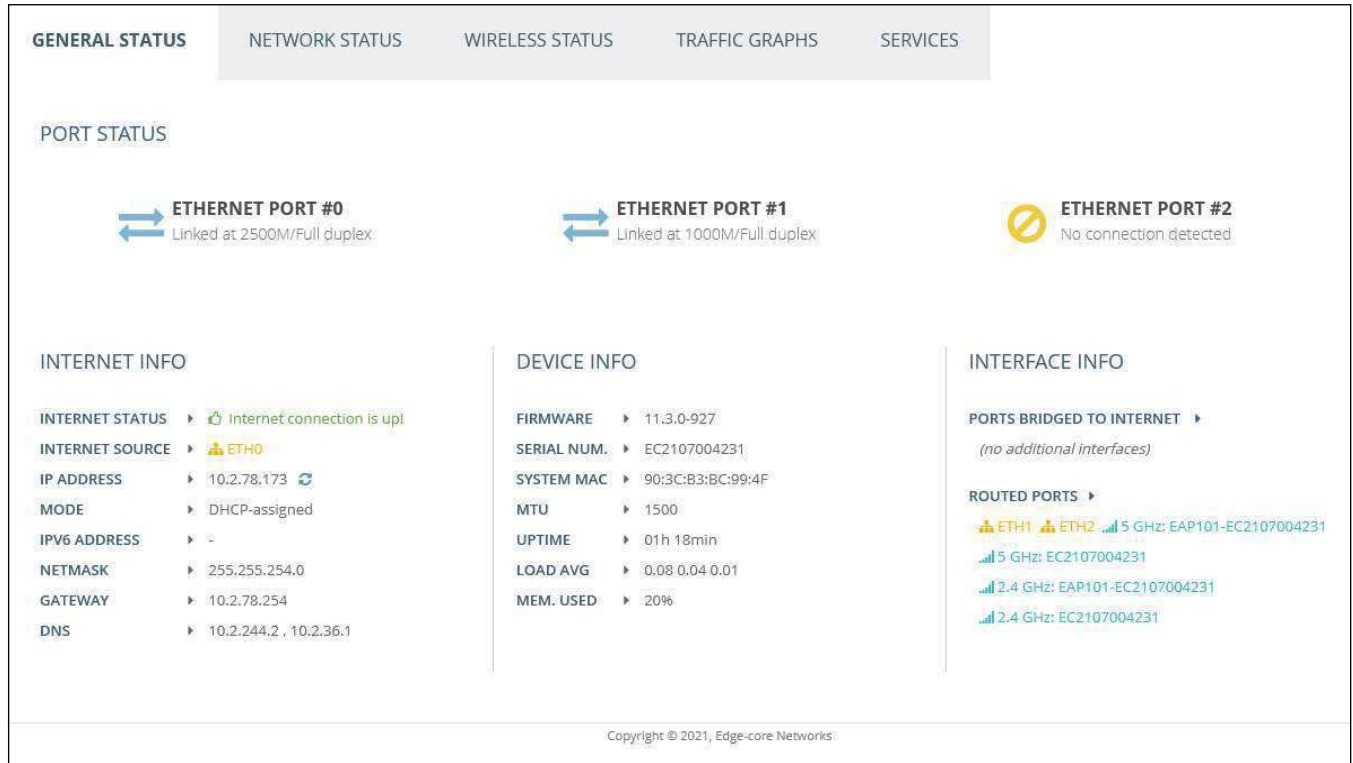 GENERAL STATUS NETWORK STATUS WIRELESS STATUS TRAFFIC GRAPHS SERVICES
PORT STATUS
ETHERNET PORT #0
Linked at 2500M/Full duplex
ETHERNET PORT #1
Linked at 1000M/Full duplex
ETHERNET PORT #2
No connection detected
INTERNET INFO
INTERNET STATUS Internet connection is up!
INTERNET SOURCE ETH0
IP ADDRESS 10.2.78.173
MODE DHCP-assigned
IPV6 ADDRESS -
NETMASK 255.255.254.0
GATEWAY 10.2.78.254
DNS 10.2.244.2 , 10.2.36.1
DEVICE INFO
FIRMWARE 11.3.0-927
SERIAL NUM. EC2107004231
SYSTEM MAC 90:3C:B3:BC:99:4F
MTU 1500
UPTIME 01h 18min
LOAD AVG 0.08 0.04 0.01
MEM. USED 20%
INTERFACE INFO
PORTS BRIDGED TO INTERNET
(no additional interfaces)
ROUTED PORTS
ETH1 ETH2 5 GHz: EAP101-EC2107004231
5 GHz: EC2107004231
2.4 GHz: EAP101-EC2107004231
2.4 GHz: EC2107004231
Copyright © 2021, Edge-core Networks